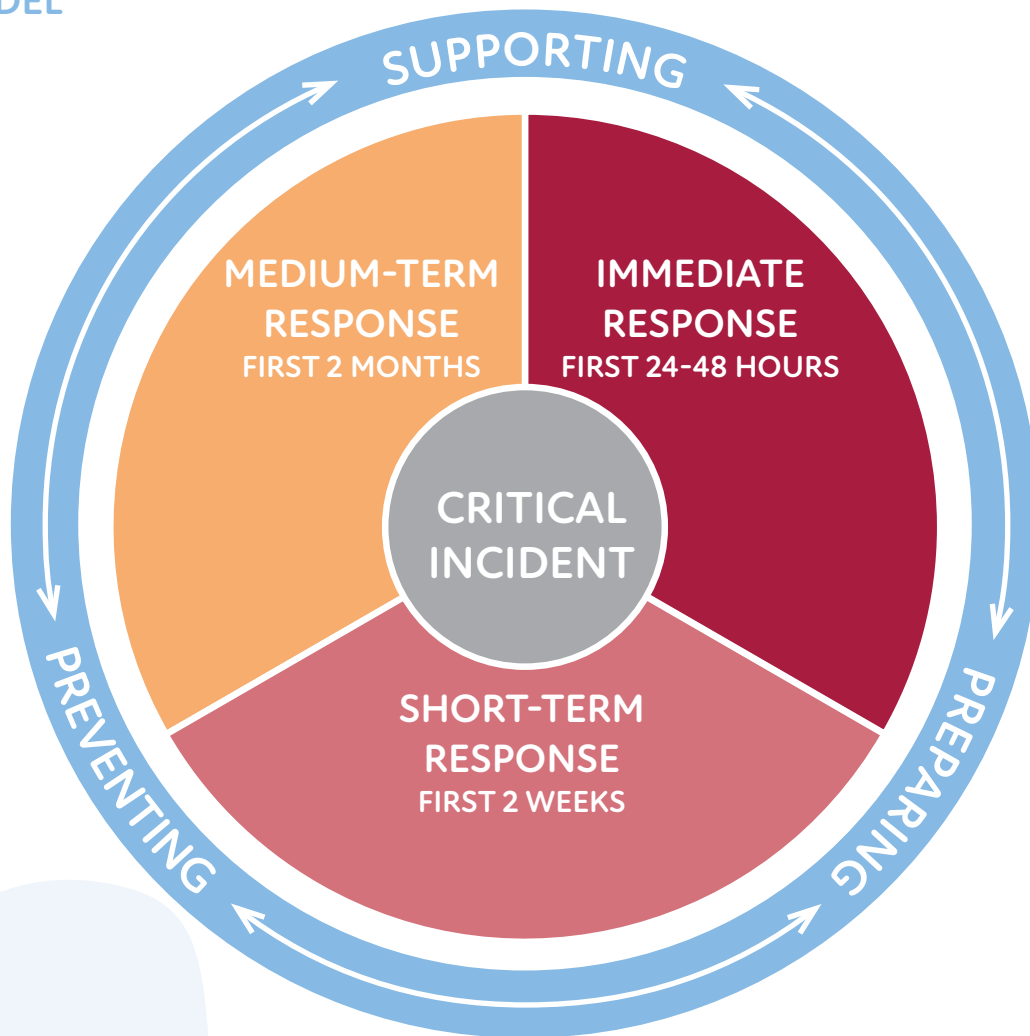 SUPPORTING
MEDIUM-TERM
RESPONSE
FIRST 2 MONTHS
IMMEDIATE
RESPONSE
FIRST 24-48 HOURS
CRITICAL
INCIDENT
SHORT-TERM
RESPONSE
FIRST 2 WEEKS
PREVENTING
PREPARING